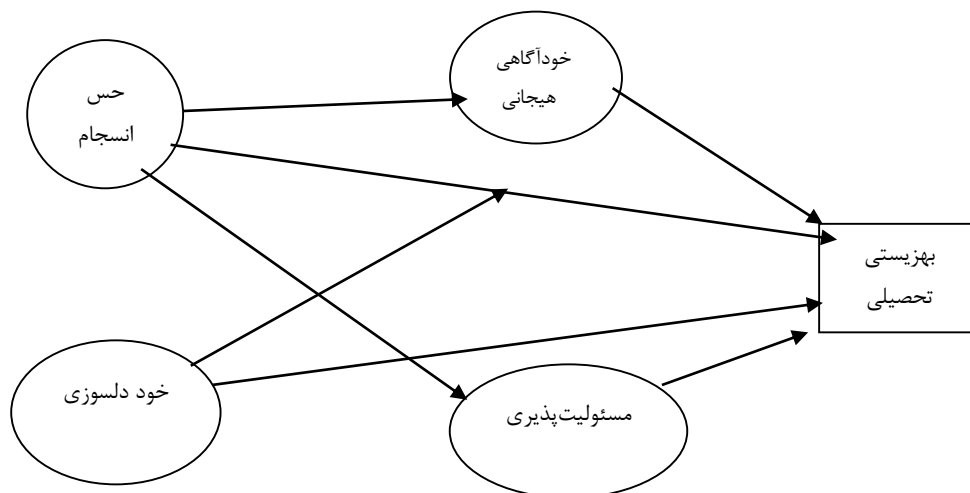 حس
انسجام
خودآگاهی
هیجانی
بهزیستی
تحصیلی
خود دلسوزی
مسئولیت‌پذیری